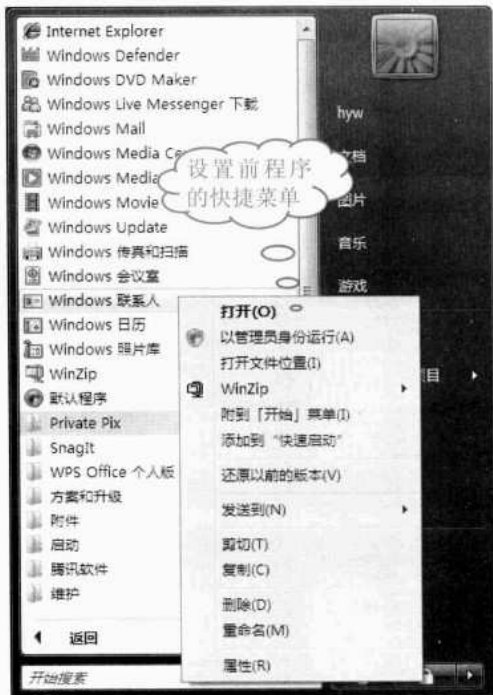 Internet Explorer
Windows Defender
Windows DVD Maker
Windows Live Messenger 下载
Windows Mail
Windows Media Ce
Windows Media
Windows Movie
Windows Update
Windows 传真和扫描
Windows 会议室
Windows 联系人
Windows 日历
Windows 照片库
WinZip
默认程序
Private Pix
SnagIt
WPS Office 个人版
方案和升级
附件
启动
腾讯软件
维护
返回
开始搜索
设置前程序
的快捷菜单
hyw
文档
图片
音乐
游戏
项目
打开(O)
以管理员身份运行(A)
打开文件位置(I)
WinZip
附到「开始」菜单(I)
添加到“快速启动”
还原以前的版本(V)
发送到(N)
剪切(T)
复制(C)
删除(D)
重命名(M)
属性(R)